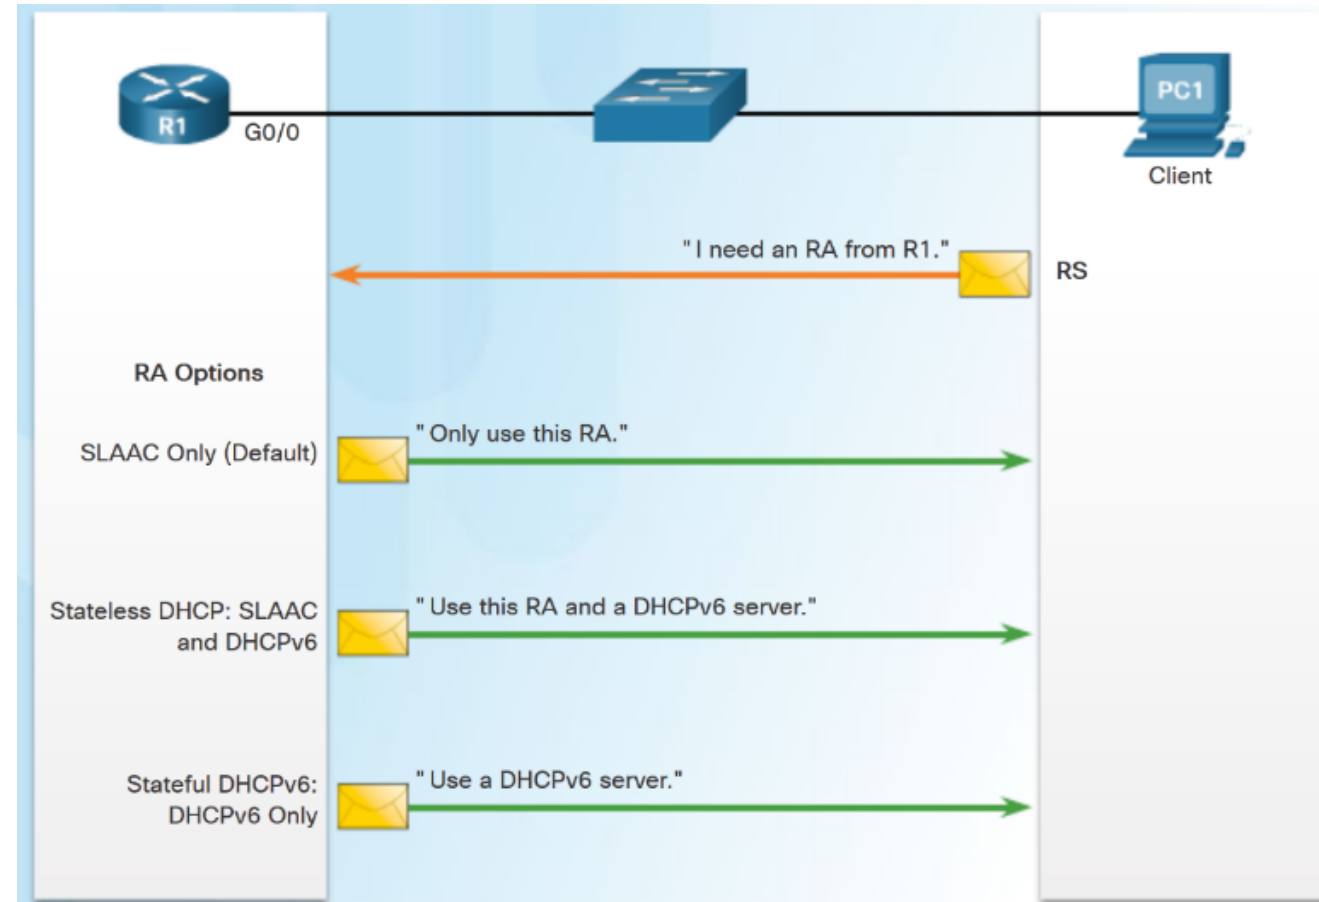 R1
G0/0
PC1
Client
"I need an RA from R1."
RS
RA Options
SLAAC Only (Default)
"Only use this RA."
Stateless DHCP: SLAAC
and DHCPv6
"Use this RA and a DHCPv6 server."
Stateful DHCPv6:
DHCPv6 Only
"Use a DHCPv6 server."